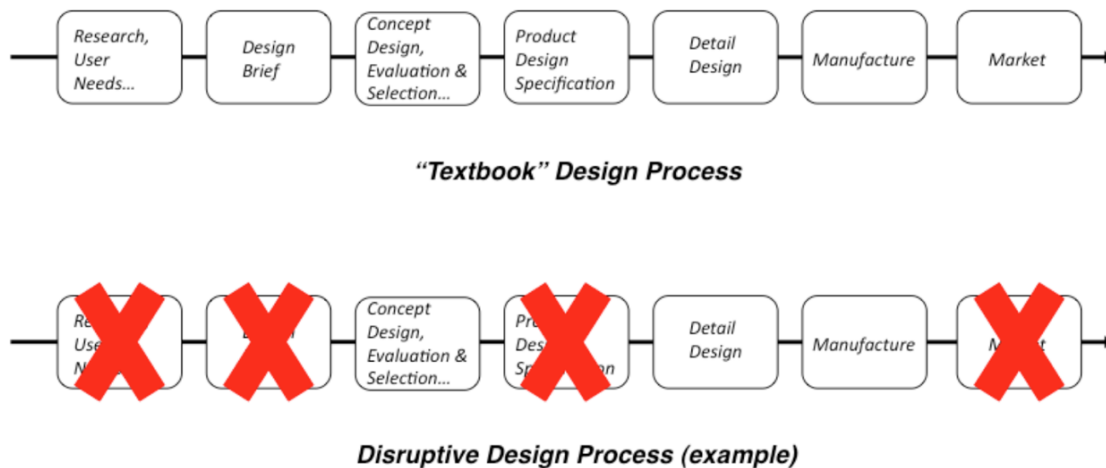 Research,
User
Needs...
Design
Brief
Concept
Design,
Evaluation &
Selection...
Product
Design
Specification
Detail
Design
Manufacture
Market
“Textbook” Design Process
Concept
Design,
Evaluation &
Selection...
Detail
Design
Manufacture
Disruptive Design Process (example)